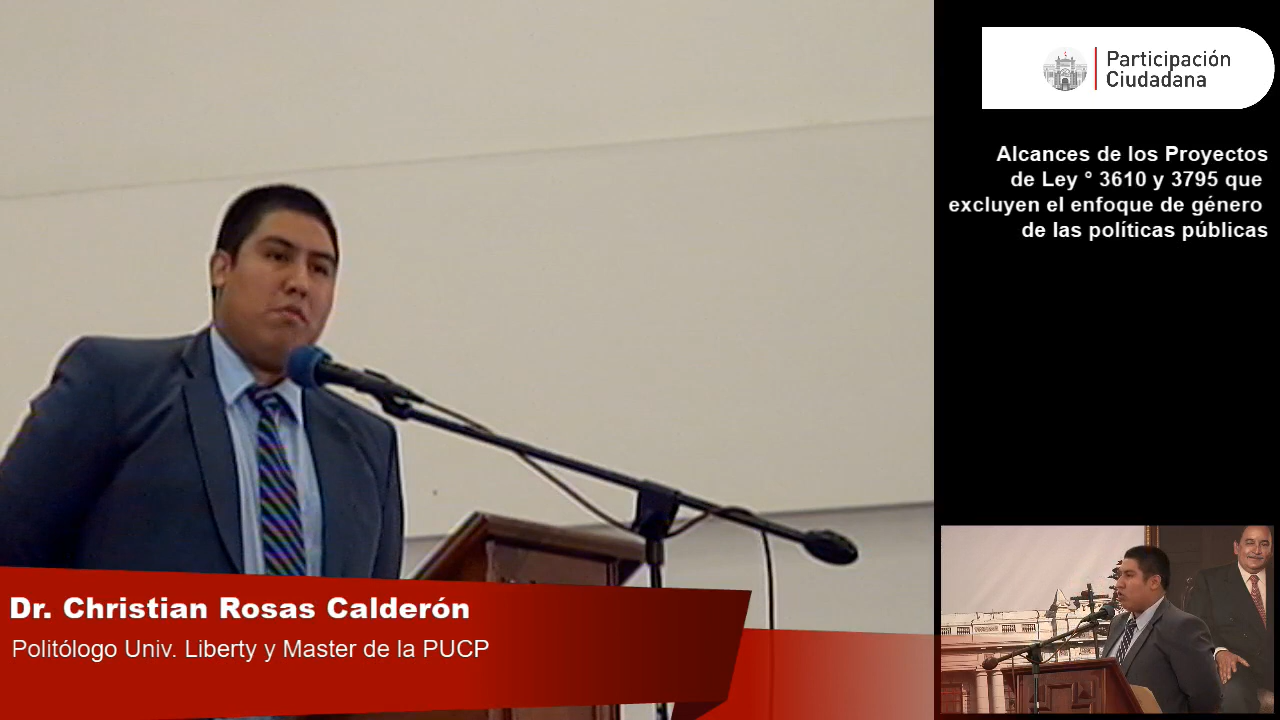 Participación
Ciudadana
Alcances de los Proyectos
de Ley ° 3610 y 3795 que
excluyen el enfoque de género
de las políticas públicas
Dr. Christian Rosas Calderón
Politólogo Univ. Liberty y Master de la PUCP